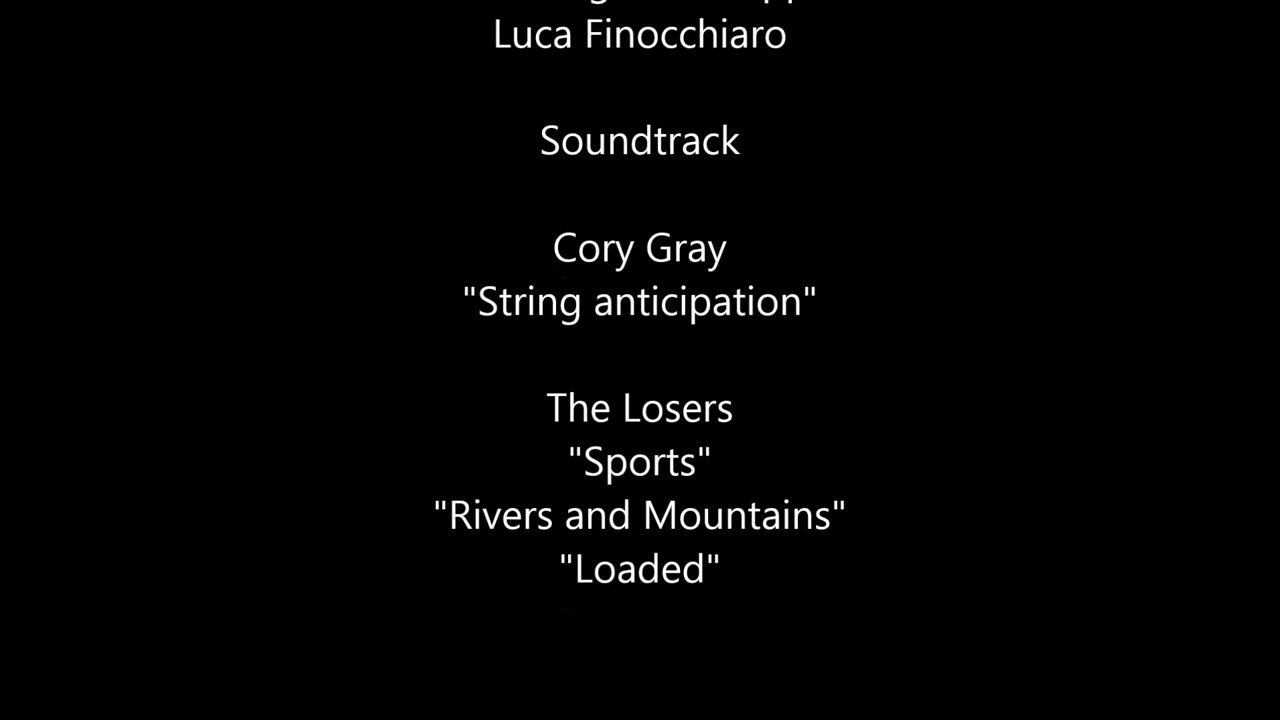 Luca Finocchiaro
Soundtrack
Cory Gray
"String anticipation"
The Losers
"Sports"
"Rivers and Mountains"
"Loaded"